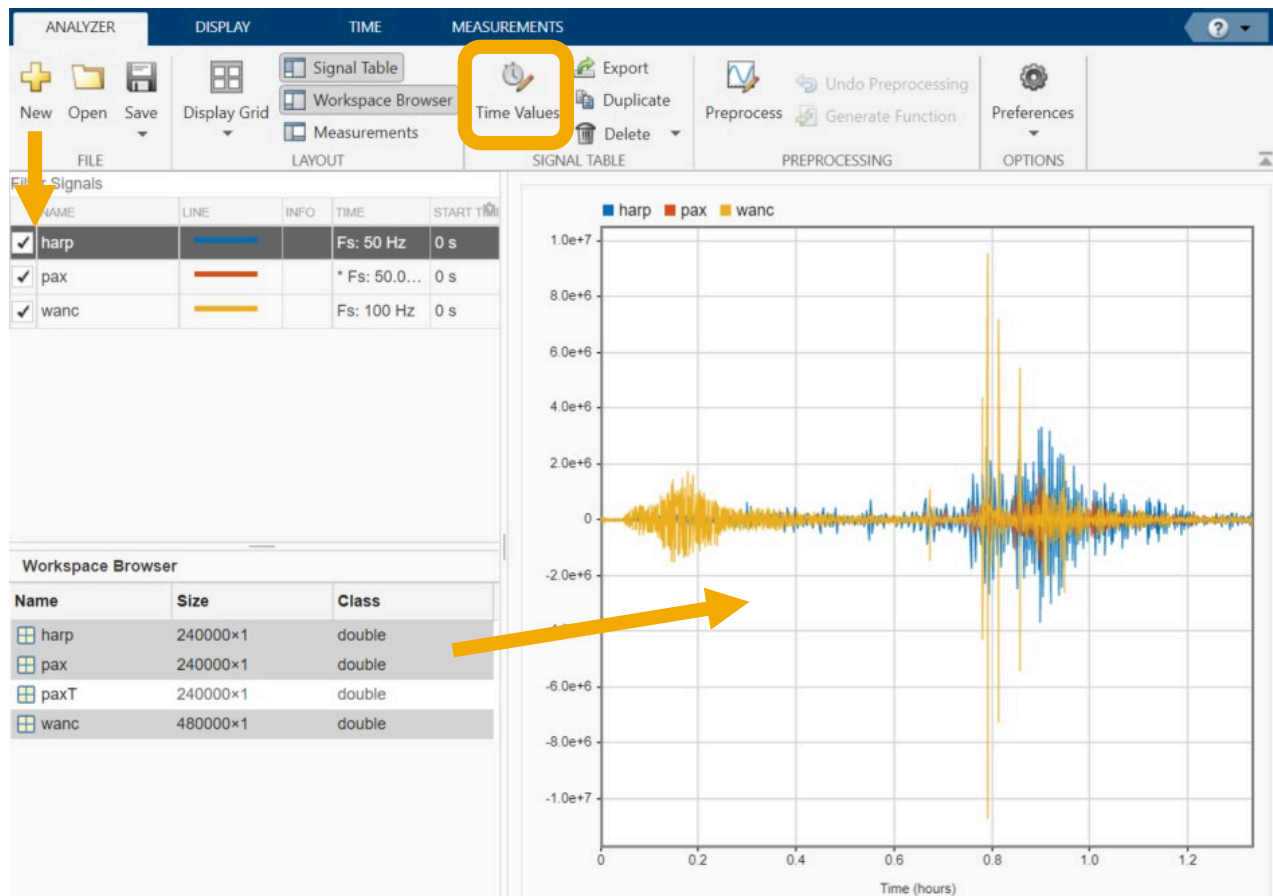 ANALYZER DISPLAY TIME MEASUREMENTS ?
New Open Save Display Grid Signal Table Workspace Browser Measurements Time Values Export Duplicate Delete Preprocess Undo Preprocessing Generate Function Preferences
FILE LAYOUT SIGNAL TABLE PREPROCESSING OPTIONS
Signals
NAME LINE INFO TIME START
harp Fs: 50 Hz 0 s
pax * Fs: 50.0... 0 s
wanc Fs: 100 Hz 0 s
Workspace Browser
Name Size Class
harp 240000×1 double
pax 240000×1 double
paxT 240000×1 double
wanc 480000×1 double
harp pax wanc
1.0e+7
8.0e+6
6.0e+6
4.0e+6
2.0e+6
0
-2.0e+6
-6.0e+6
-8.0e+6
-1.0e+7
0 0.2 0.4 0.6 0.8 1.0 1.2
Time (hours)